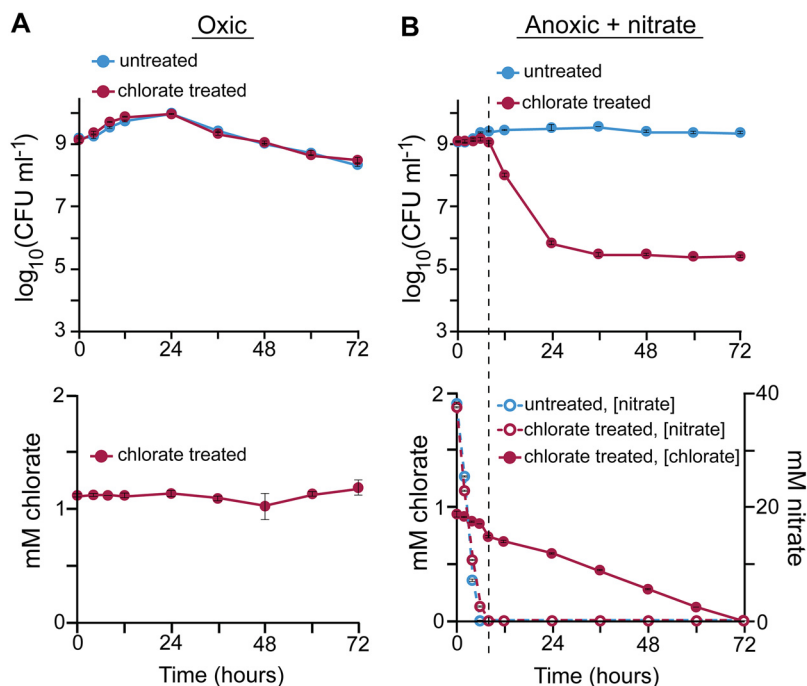 A
Oxic
untreated
chlorate treated
log10(CFU ml-1)
9
7
5
3
0
24
48
72
2
1
0
mM chlorate
chlorate treated
0
24
48
72
Time (hours)
B
Anoxic + nitrate
untreated
chlorate treated
log10(CFU ml-1)
9
7
5
3
0
24
48
72
2
1
0
mM chlorate
untreated, [nitrate]
chlorate treated, [nitrate]
chlorate treated, [chlorate]
40
20
0
mM nitrate
0
24
48
72
Time (hours)